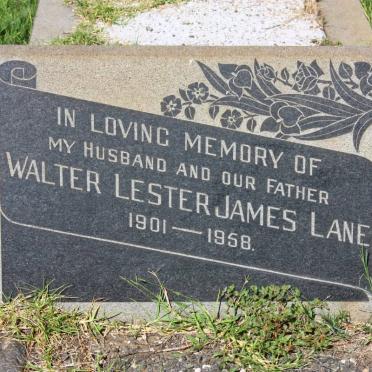 IN LOVING MEMORY OF
MY HUSBAND AND OUR FATHER
WALTER LESTER JAMES LANE
1901 — 1958.